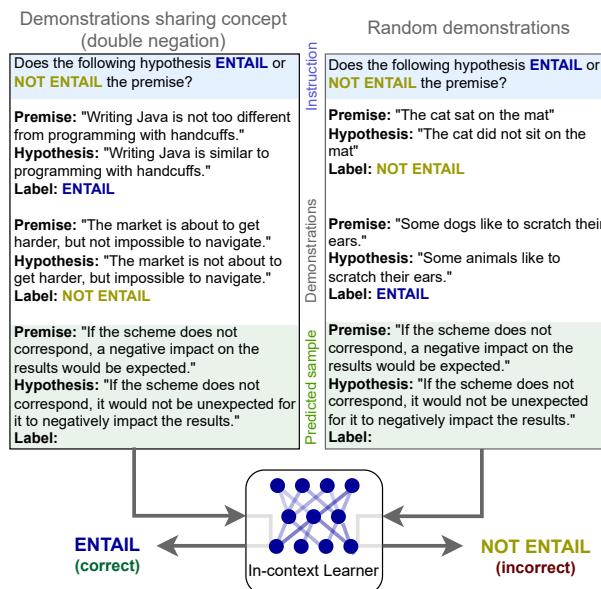 Demonstrations sharing concept
(double negation)
Does the following hypothesis ENTAIL or
NOT ENTAIL the premise?
Premise: "Writing Java is not too different
from programming with handcuffs."
Hypothesis: "Writing Java is similar to
programming with handcuffs."
Label: ENTAIL
Premise: "The market is about to get
harder, but not impossible to navigate."
Hypothesis: "The market is not about to
get harder, but impossible to navigate."
Label: NOT ENTAIL
Premise: "If the scheme does not
correspond, a negative impact on the
results would be expected."
Hypothesis: "If the scheme does not
correspond, it would not be unexpected for
it to negatively impact the results."
Label:
Instruction
Demonstrations
Predicted sample
Random demonstrations
Does the following hypothesis ENTAIL or
NOT ENTAIL the premise?
Premise: "The cat sat on the mat"
Hypothesis: "The cat did not sit on the
mat"
Label: NOT ENTAIL
Premise: "Some dogs like to scratch their
ears."
Hypothesis: "Some animals like to
scratch their ears."
Label: ENTAIL
Premise: "If the scheme does not
correspond, a negative impact on the
results would be expected."
Hypothesis: "If the scheme does not
correspond, it would not be unexpected
for it to negatively impact the results."
Label:
ENTAIL
(correct)
In-context Learner
NOT ENTAIL
(incorrect)